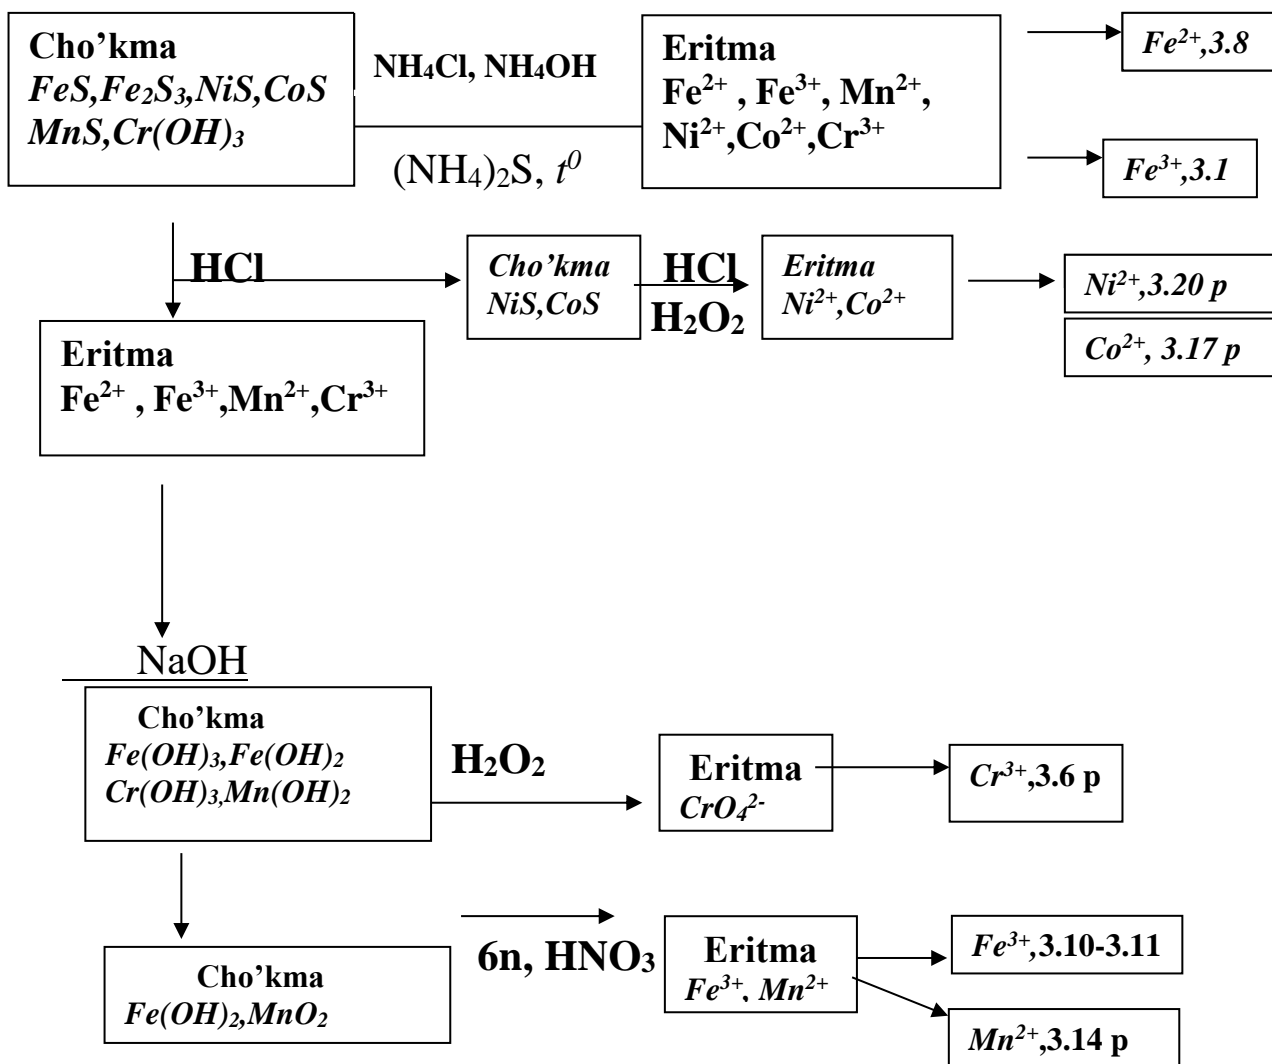 Cho’kma
FeS,Fe₂S₃,NiS,CoS
MnS,Cr(OH)₃
NH₄Cl, NH₄OH
(NH₄)₂S, t⁰
Eritma
Fe²⁺ , Fe³⁺, Mn²⁺,
Ni²⁺,Co²⁺,Cr³⁺
Fe²⁺,3.8
Fe³⁺,3.1
HCl
Cho’kma
NiS,CoS
HCl
H₂O₂
Eritma
Ni²⁺,Co²⁺
Ni²⁺,3.20 p
Co²⁺, 3.17 p
Eritma
Fe²⁺ , Fe³⁺,Mn²⁺,Cr³⁺
NaOH
Cho’kma
Fe(OH)₃,Fe(OH)₂
Cr(OH)₃,Mn(OH)₂
H₂O₂
Eritma
CrO₄²⁻
Cr³⁺,3.6 p
Cho’kma
Fe(OH)₂,MnO₂
6n, HNO₃
Eritma
Fe³⁺, Mn²⁺
Fe³⁺,3.10-3.11
Mn²⁺,3.14 p